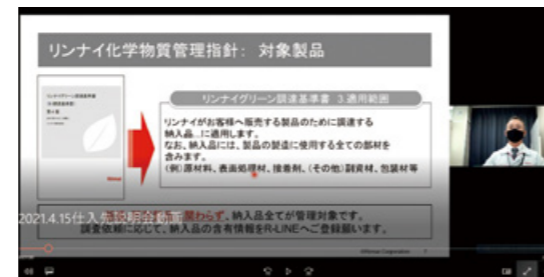 リンナイ化学物質管理指針： 対象製品
リンナイグリーン調達基準書 3.適用範囲
リンナイがお客様へ販売する製品のために調達する
納入品…に適用します。
なお、納入品には、製品の製造に使用する全ての部材を
含みます。
(例)原材料、表面処理材、接着剤、(その他)副資材、包装材等
2021.4.15仕入先説明会動画
関わらず、納入品全てが管理対象です。
調査依頼に応じて、納入品の含有情報をR-LINEへご登録願います。